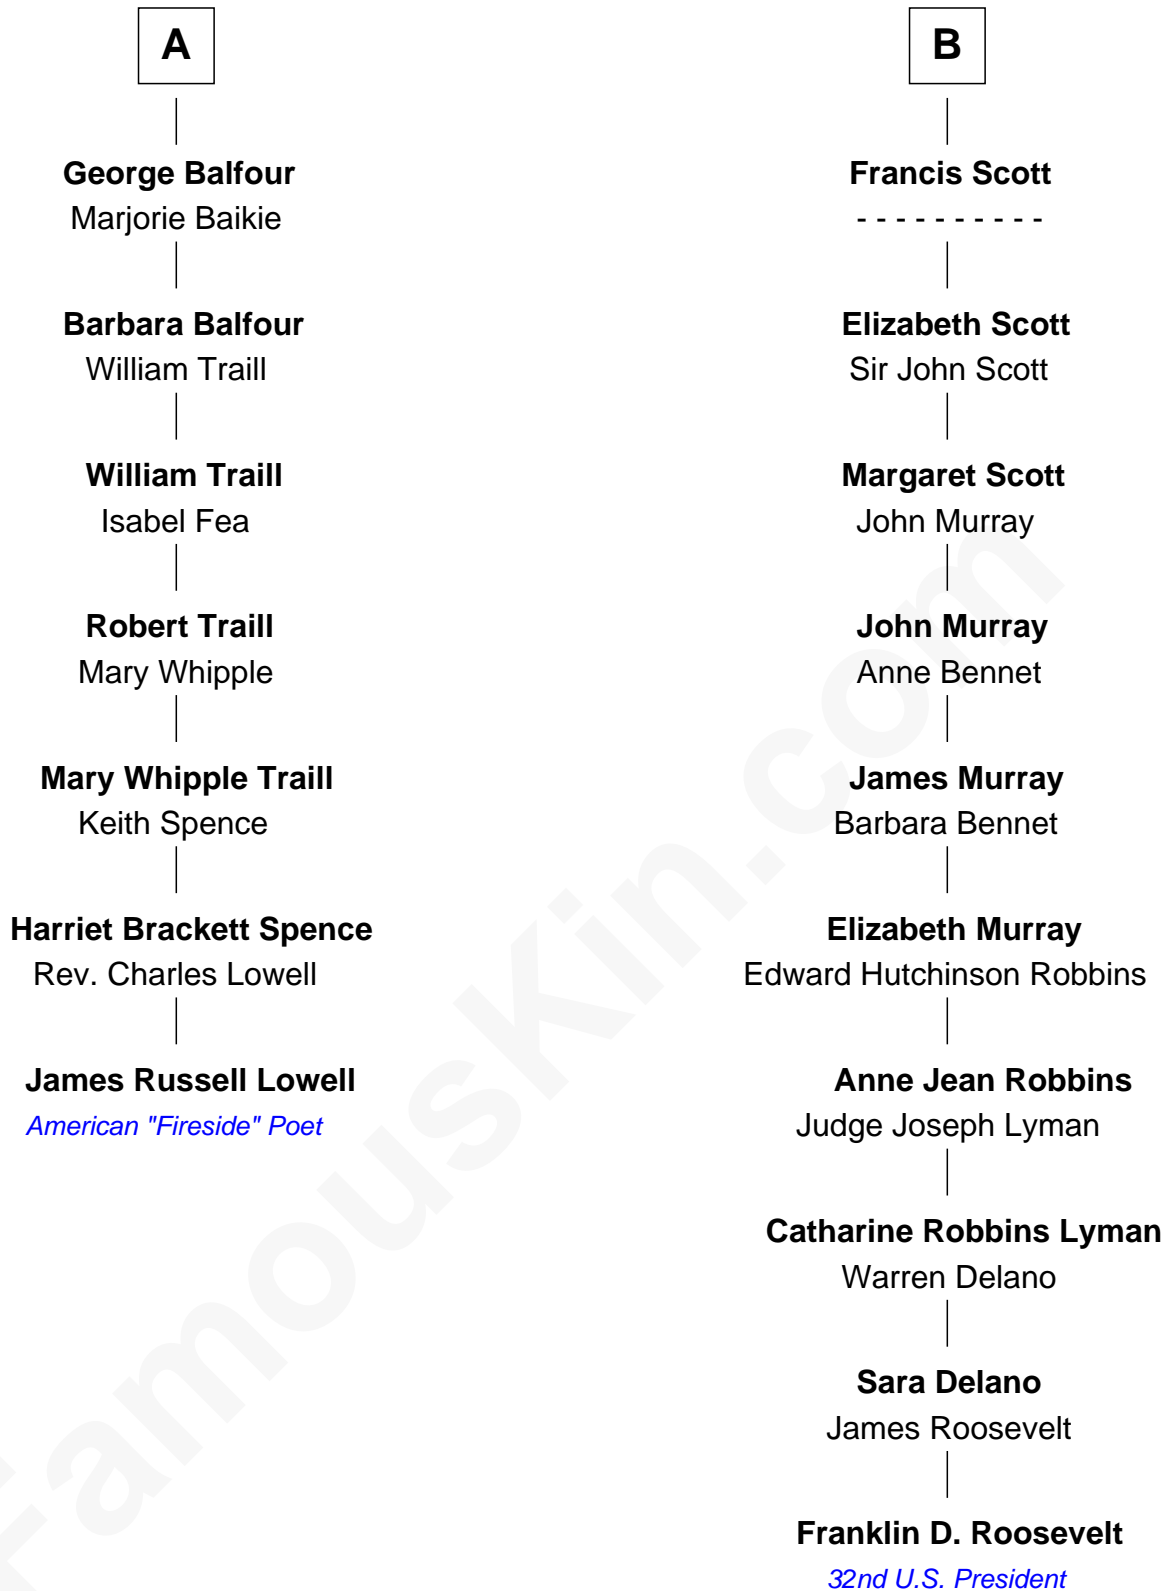 A
George Balfour
Marjorie Baikie
Barbara Balfour
William Traill
William Traill
Isabel Fea
Robert Traill
Mary Whipple
Mary Whipple Traill
Keith Spence
Harriet Brackett Spence
Rev. Charles Lowell
James Russell Lowell
American "Fireside" Poet
B
Francis Scott
- - - - - - - - - -
Elizabeth Scott
Sir John Scott
Margaret Scott
John Murray
John Murray
Anne Bennet
James Murray
Barbara Bennet
Elizabeth Murray
Edward Hutchinson Robbins
Anne Jean Robbins
Judge Joseph Lyman
Catharine Robbins Lyman
Warren Delano
Sara Delano
James Roosevelt
Franklin D. Roosevelt
32nd U.S. President
FamousKin.com